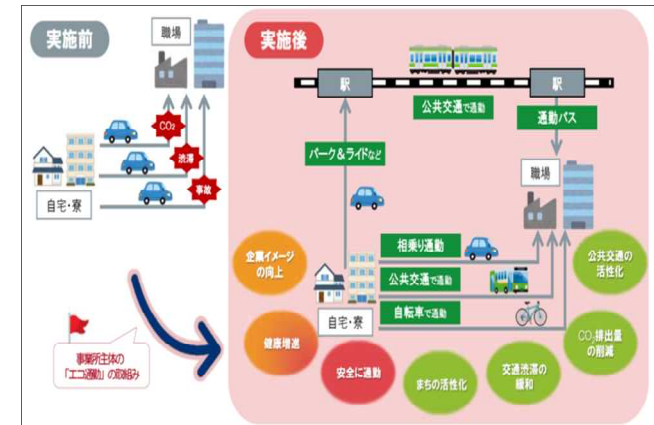 実施前
職場
CO₂
渋滞
事故
自宅・寮
事業所主体の
「エコ通勤」の取組み
実施後
駅
駅
公共交通で通勤
通勤バス
パーク＆ライドなど
職場
相乗り通勤
公共交通で通勤
自転車で通勤
自宅・寮
企業イメージ
の向上
健康増進
安全に通勤
まちの活性化
交通渋滞の
緩和
CO₂排出量
の削減
公共交通の
活性化